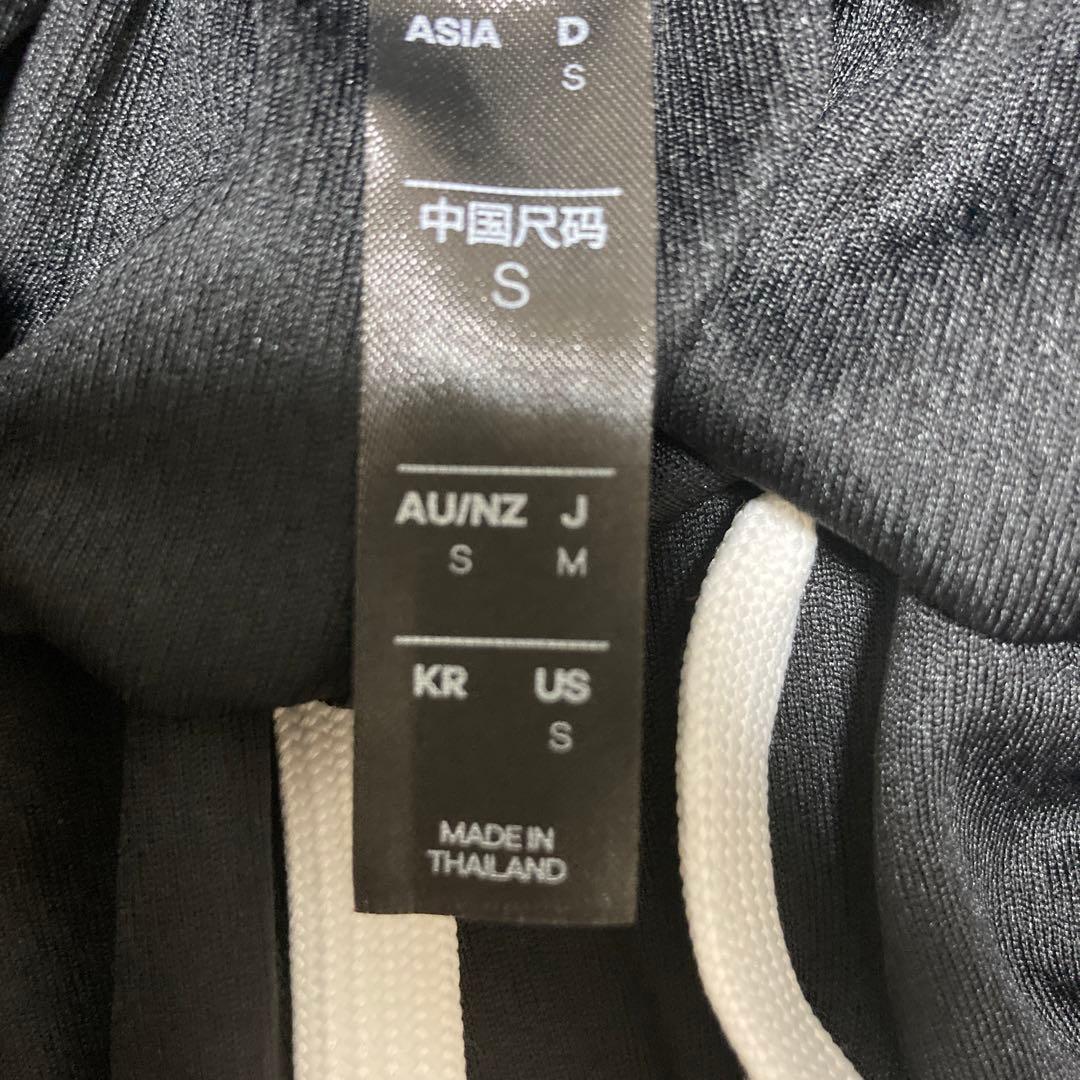 ASIA D
S
中国尺码
S
AU/NZ J
S M
KR US
S
MADE IN
THAILAND